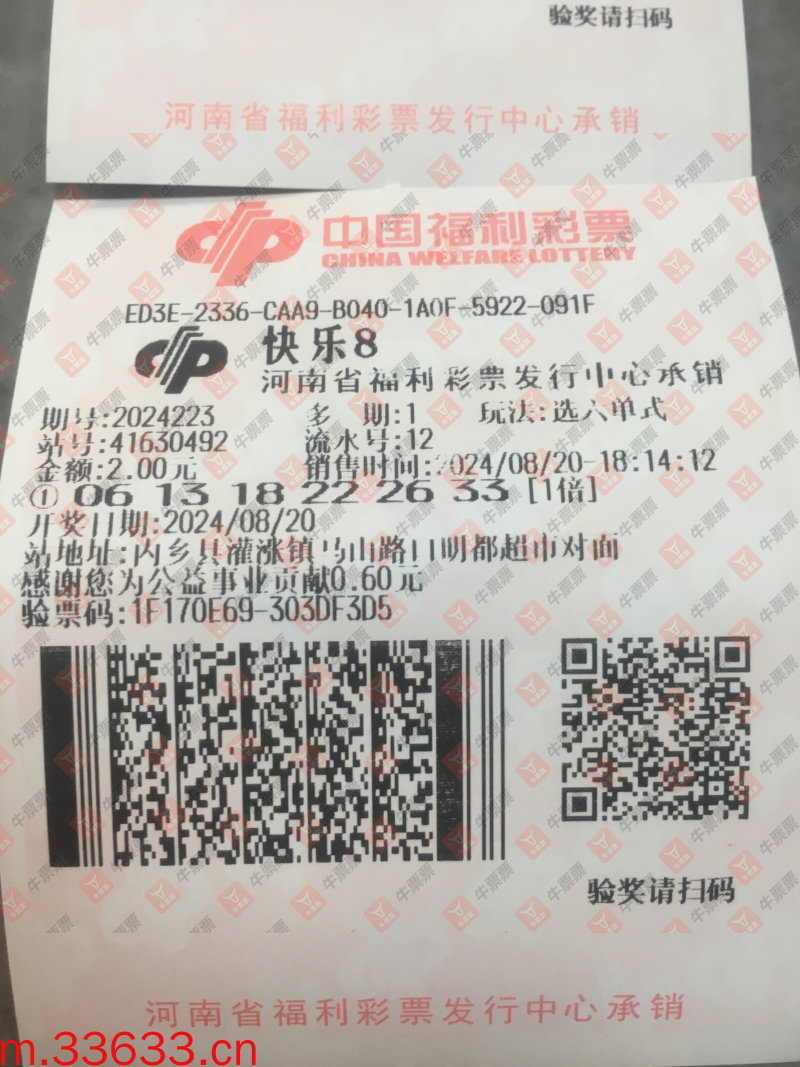 验奖请扫码
河南省福利彩票发行中心承销
中国福利彩票
CHINA WELFARE LOTTERY
ED3E-2336-CAA9-B040-1A0F-5922-091F
快乐8
河南省福利彩票发行中心承销
期号:2024223 多 期:1 玩法:选六单式
站号:41630492 流水号:12
金额:2.00元 销售时间:2024/08/20-18:14:12
① 06 13 18 22 26 33 [1倍]
开奖日期:2024/08/20
站地址:内乡县灌涨镇马山路口明都超市对面
感谢您为公益事业贡献0.60元
验票码:1F170E69-303DF3D5
验奖请扫码
河南省福利彩票发行中心承销
m.33633.cn
牛票票